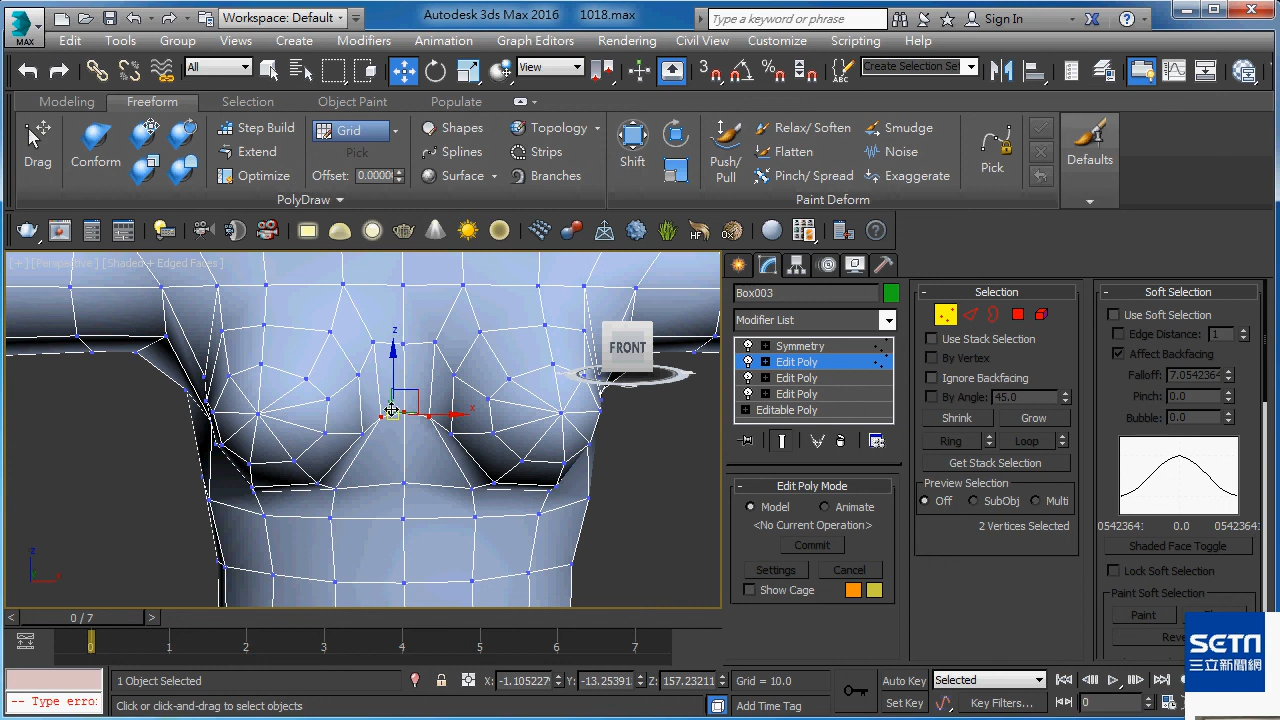 MAX
Workspace: Default
Autodesk 3ds Max 2016 1018.max
Type a keyword or phrase
Sign In
Edit Tools Group Views Create Modifiers Animation Graph Editors Rendering Civil View Customize Scripting Help
All
View
3
Create Selection Se
Modeling Freeform Selection Object Paint Populate
Drag
Conform
Step Build
Extend
Optimize
Grid
Pick
Offset: 0.0000
Shapes
Splines
Surface
Topology
Strips
Branches
Shift
Push/
Pull
Relax/ Soften
Flatten
Pinch/ Spread
Smudge
Noise
Exaggerate
Pick
Defaults
PolyDraw
Paint Deform
HF
[+] [Perspective] [Shaded + Edged Faces]
FRONT
z
x
z
x
Box003
Modifier List
Symmetry
Edit Poly
Edit Poly
Edit Poly
Editable Poly
Edit Poly Mode
Model Animate
<No Current Operation>
Commit
Settings Cancel
Show Cage
Selection
Use Stack Selection
By Vertex
Ignore Backfacing
By Angle: 45.0
Shrink Grow
Ring Loop
Get Stack Selection
Preview Selection
Off SubObj Multi
2 Vertices Selected
Soft Selection
Use Soft Selection
Edge Distance: 1
Affect Backfacing
Falloff: 7.0542364
Pinch: 0.0
Bubble: 0.0
0542364 0.0 0542364
Shaded Face Toggle
Lock Soft Selection
Paint Soft Selection
Paint
Reve
SETN
三立新聞網
< 0 / 7 >
0 1 2 3 4 5 6 7
-- Type erro:
1 Object Selected
Click or click-and-drag to select objects
X: -1.105227 Y: -13.25391 Z: 157.23211
Grid = 10.0
Add Time Tag
Auto Key Selected
Set Key Key Filters...
0